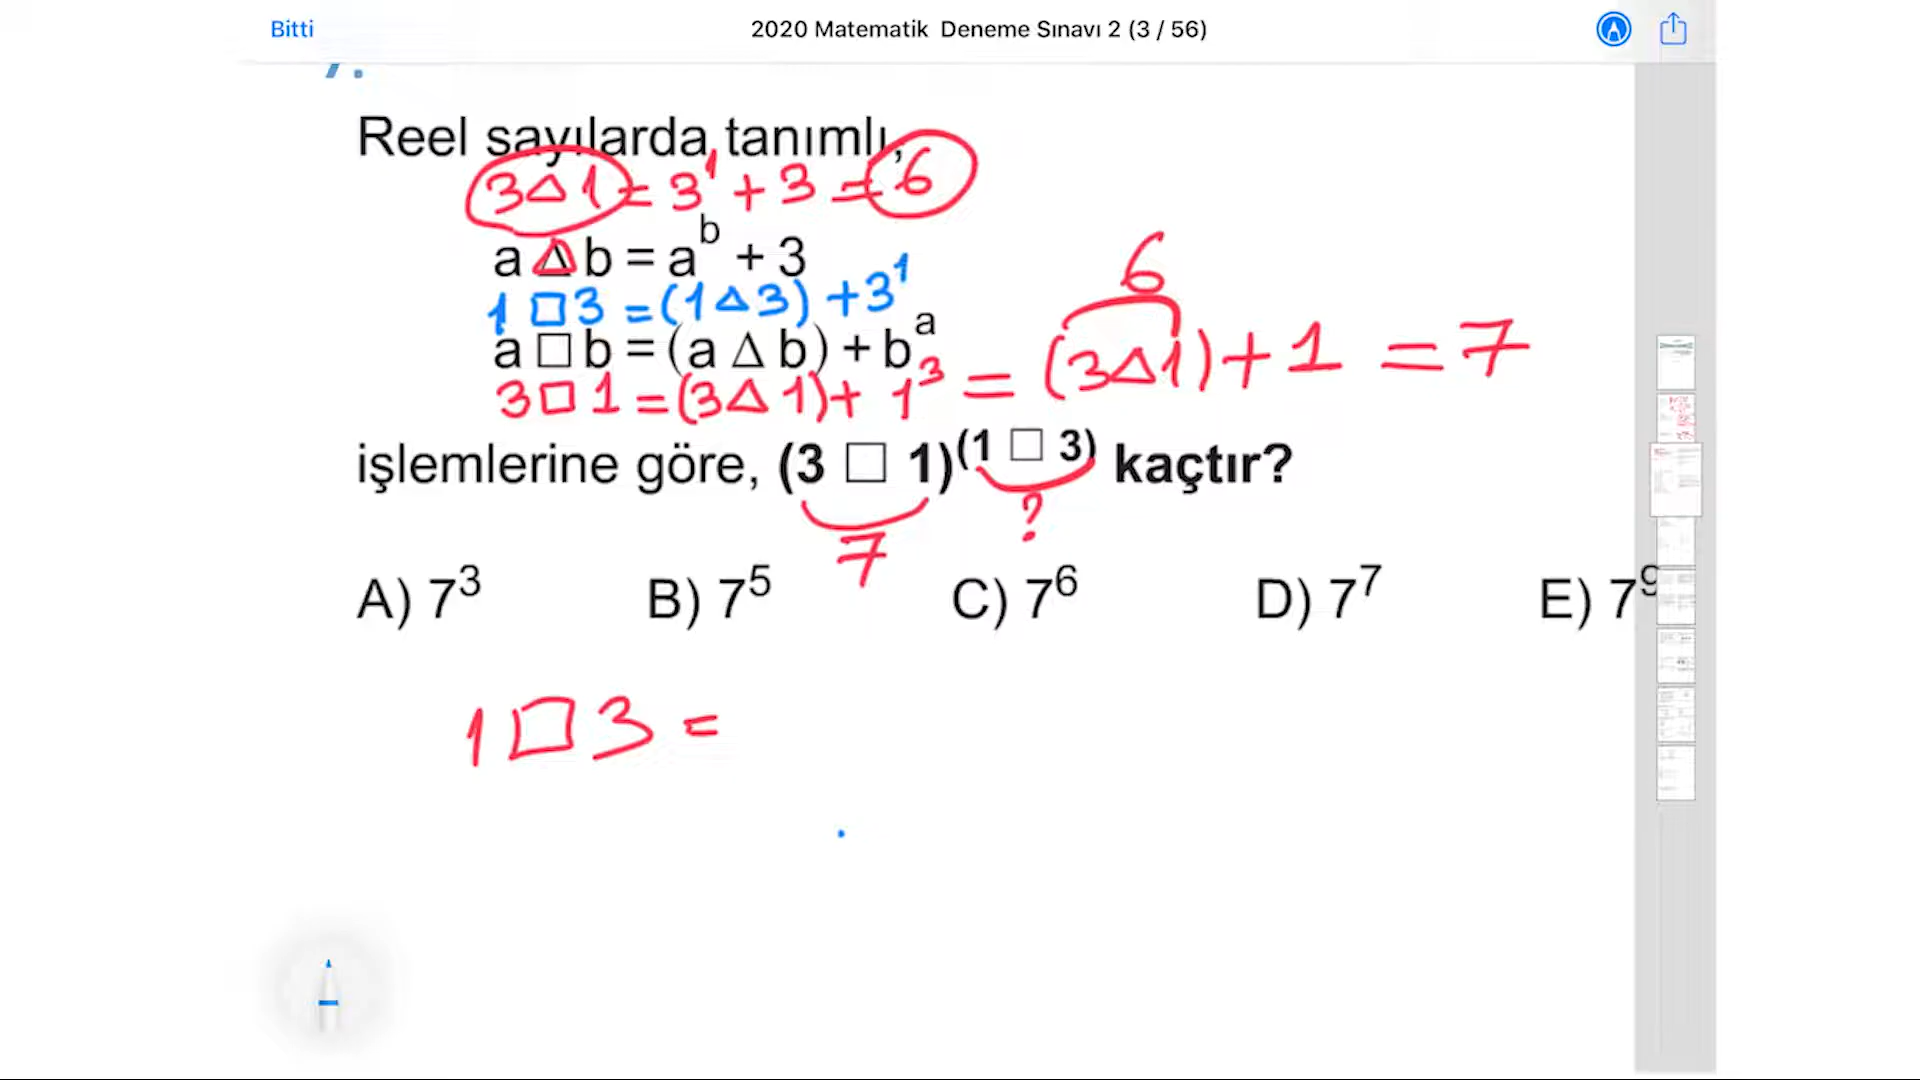 Bitti
2020 Matematik Deneme Sınavı 2 (3 / 56)
7.
Reel sayılarda tanımlı,
3△1 = 3¹ + 3 = 6
a △ b = aᵇ + 3
1 □ 3 = (1△3) + 3¹
a □ b = (a △ b) + bᵃ
6
3 □ 1 = (3△1) + 1³ = (3△1) + 1 = 7
işlemlerine göre, (3 □ 1)⁽¹ □ ³⁾ kaçtır?
7 ?
A) 7³ B) 7⁵ C) 7⁶ D) 7⁷ E) 7⁹
1 □ 3 =